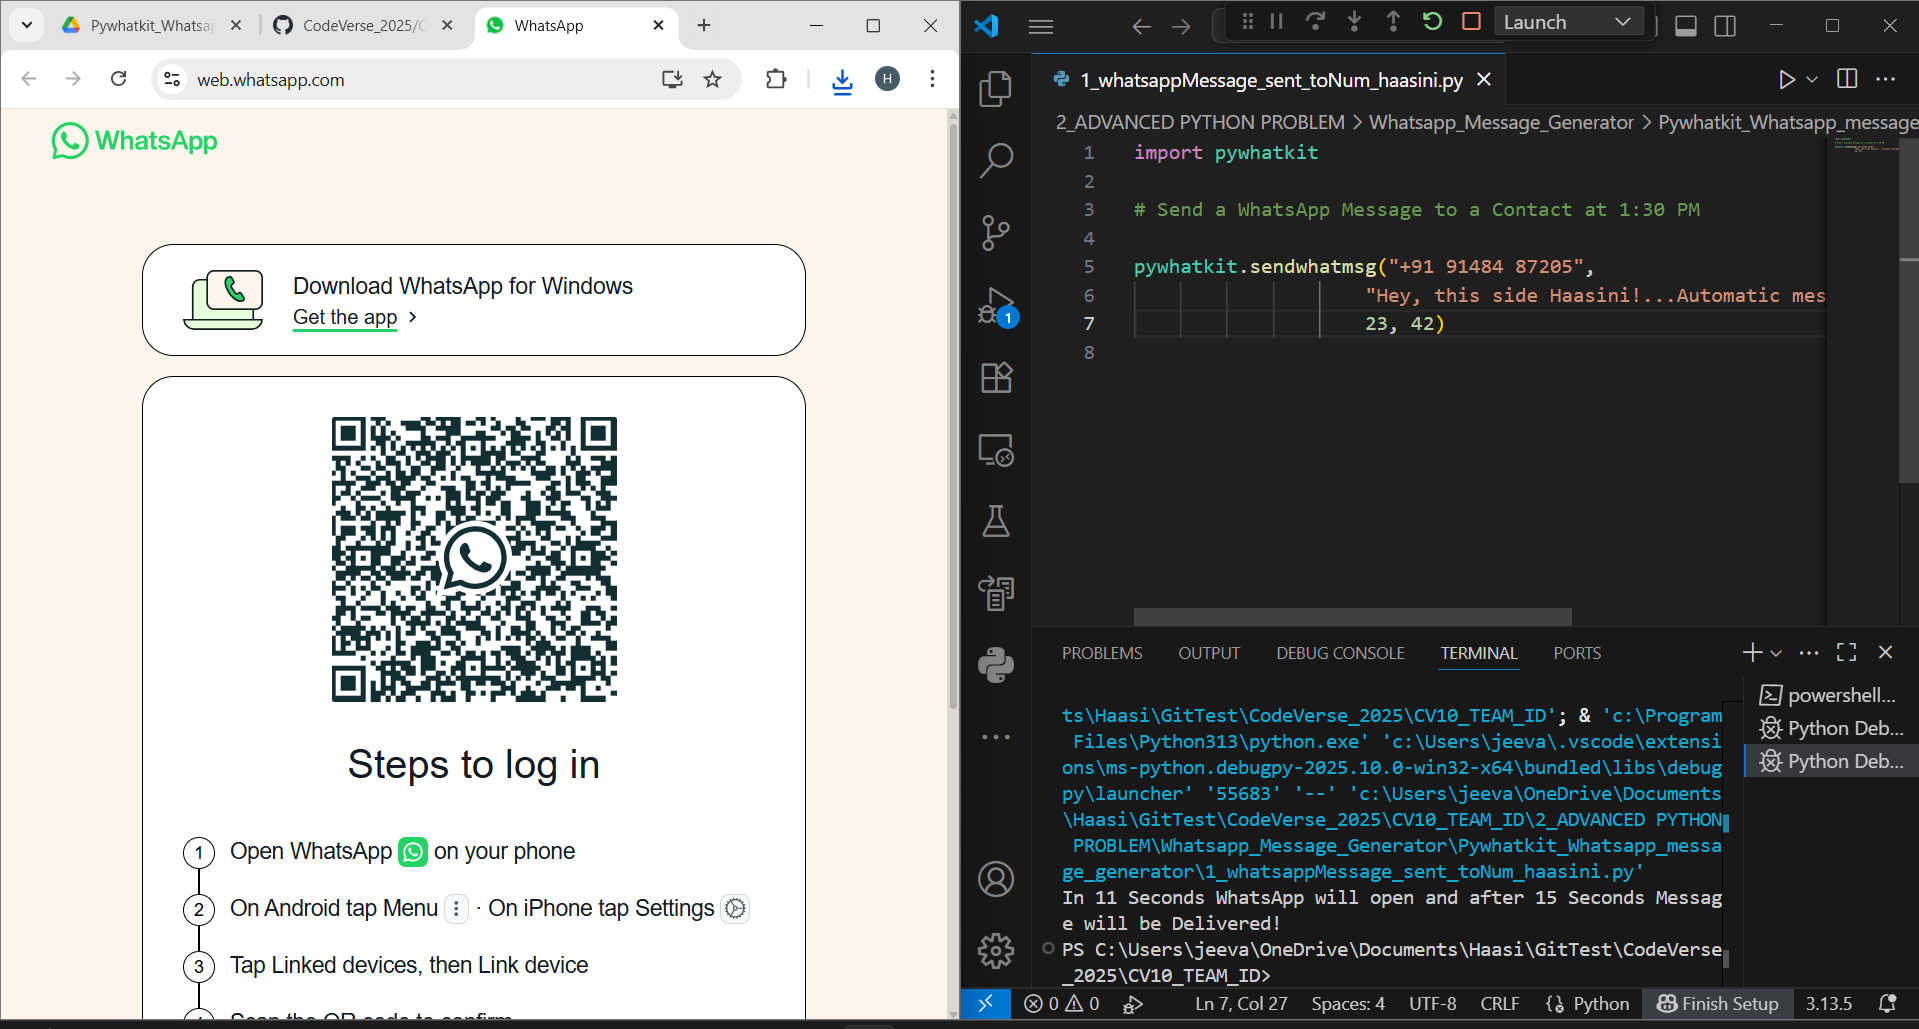 Pywhatkit_Whatsap
CodeVerse_2025/C
WhatsApp
web.whatsapp.com
H
WhatsApp
Download WhatsApp for Windows
Get the app
Steps to log in
1 Open WhatsApp on your phone
2 On Android tap Menu · On iPhone tap Settings
3 Tap Linked devices, then Link device
Scan the QR code to confirm
Launch
1_whatsappMessage_sent_toNum_haasini.py
2_ADVANCED PYTHON PROBLEM > Whatsapp_Message_Generator > Pywhatkit_Whatsapp_message
1 import pywhatkit
2
3 # Send a WhatsApp Message to a Contact at 1:30 PM
4
5 pywhatkit.sendwhatmsg("+91 91484 87205",
6 "Hey, this side Haasini!...Automatic mes
7 23, 42)
8
1
PROBLEMS OUTPUT DEBUG CONSOLE TERMINAL PORTS
ts\Haasi\GitTest\CodeVerse_2025\CV10_TEAM_ID'; & 'c:\Program
Files\Python313\python.exe' 'c:\Users\jeeva\.vscode\extensi
ons\ms-python.debugpy-2025.10.0-win32-x64\bundled\libs\debug
py\launcher' '55683' '--' 'c:\Users\jeeva\OneDrive\Documents
\Haasi\GitTest\CodeVerse_2025\CV10_TEAM_ID\2_ADVANCED PYTHON
PROBLEM\Whatsapp_Message_Generator\Pywhatkit_Whatsapp_messa
ge_generator\1_whatsappMessage_sent_toNum_haasini.py'
In 11 Seconds WhatsApp will open and after 15 Seconds Messag
e will be Delivered!
PS C:\Users\jeeva\OneDrive\Documents\Haasi\GitTest\CodeVerse
_2025\CV10_TEAM_ID>
powershell...
Python Deb...
Python Deb...
0 0 Ln 7, Col 27 Spaces: 4 UTF-8 CRLF Python Finish Setup 3.13.5